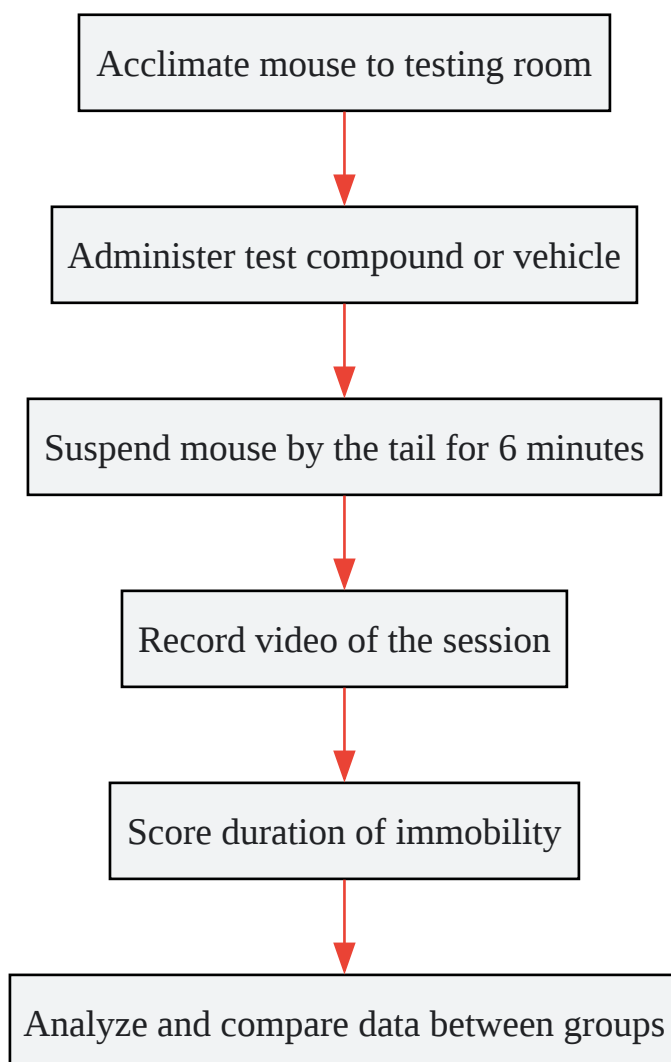 Acclimate mouse to testing room
Administer test compound or vehicle
Suspend mouse by the tail for 6 minutes
Record video of the session
Score duration of immobility
Analyze and compare data between groups